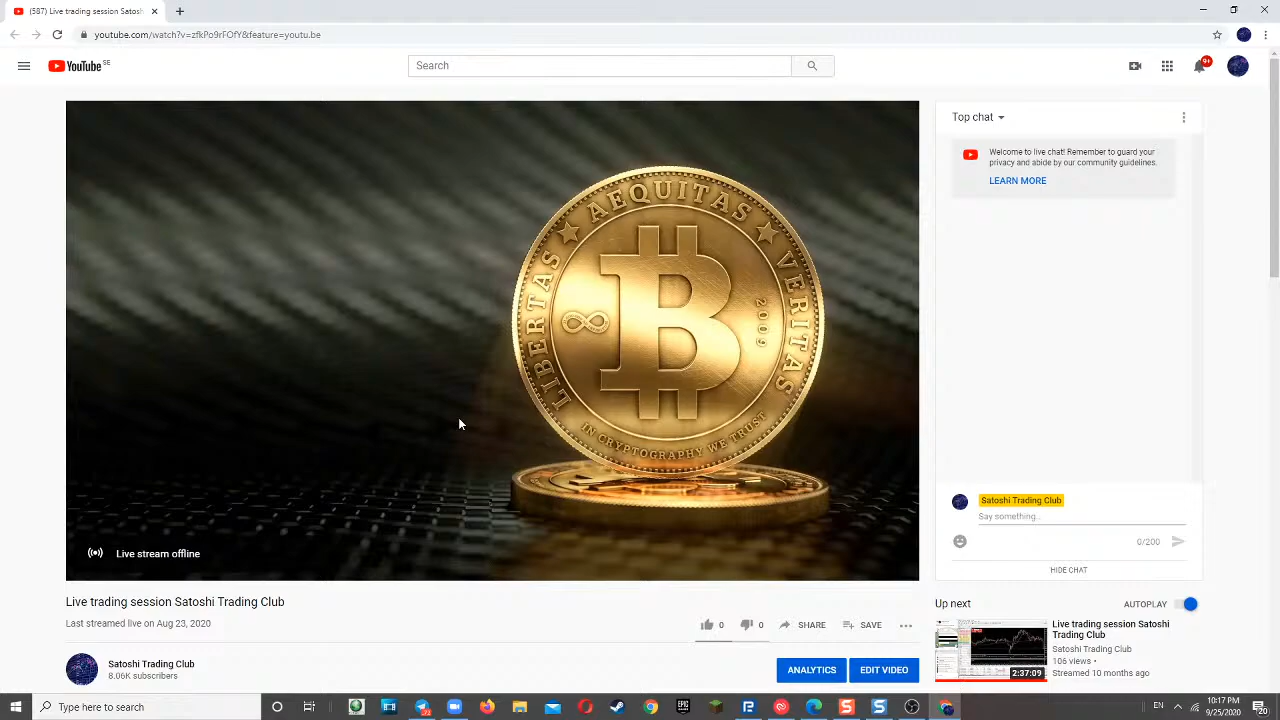 (587) Live trading session Satosh
youtube.com/watch?v=zfkPo9rFOfY&feature=youtu.be
YouTube SE
Search
9+
Top chat
Welcome to live chat! Remember to guard your
privacy and abide by our community guidelines.
LEARN MORE
LIBERTAS AEQUITAS VERITAS
2009
IN CRYPTOGRAPHY WE TRUST
Satoshi Trading Club
Say something...
0/200
HIDE CHAT
Live stream offline
Live trading session Satoshi Trading Club
Last streamed live on Aug 23, 2020
0 0 SHARE SAVE
Satoshi Trading Club
8.06K subscribers
ANALYTICS EDIT VIDEO
Up next AUTOPLAY
Live trading session Satoshi
Trading Club
Satoshi Trading Club
106 views •
Streamed 10 months ago
2:37:09
Type here to search
EPIC
EN
10:17 PM
9/25/2020